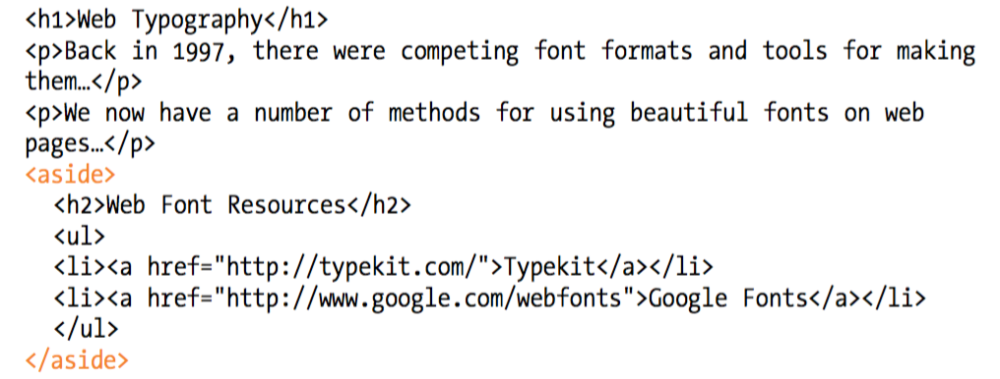 <h1>Web Typography</h1>
<p>Back in 1997, there were competing font formats and tools for making
them…</p>
<p>We now have a number of methods for using beautiful fonts on web
pages…</p>
<aside>
<h2>Web Font Resources</h2>
<ul>
<li><a href="http://typekit.com/">Typekit</a></li>
<li><a href="http://www.google.com/webfonts">Google Fonts</a></li>
</ul>
</aside>